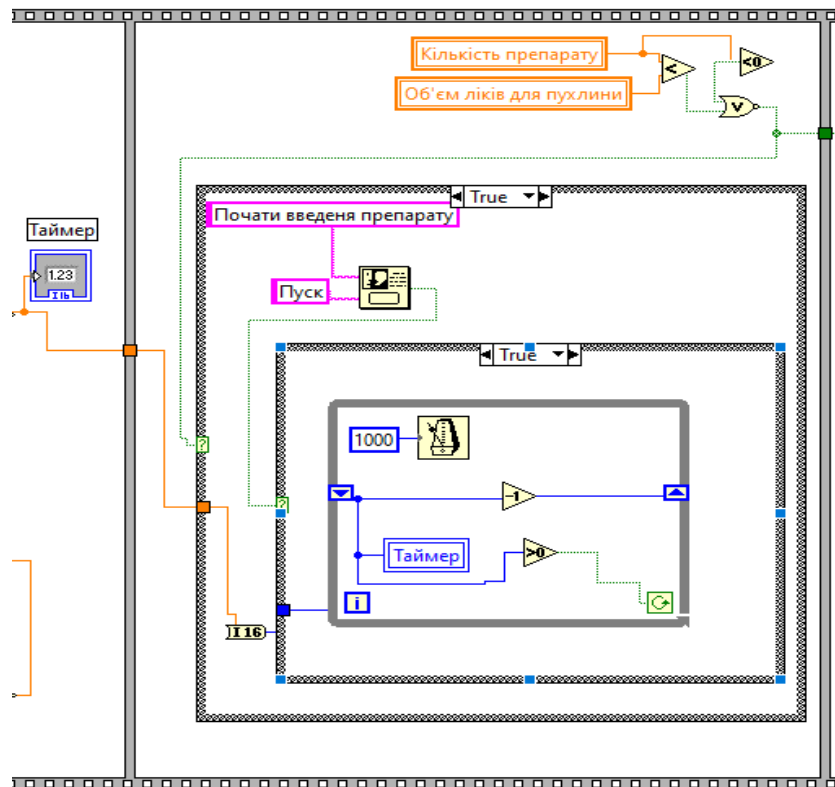 Кількість препарату
<0
<
Об'єм ліків для пухлини
V
True
Почати введеня препарату
Таймер
1.23
I16
Пуск
True
1000
-1
Таймер
>0
i
I16
?
?